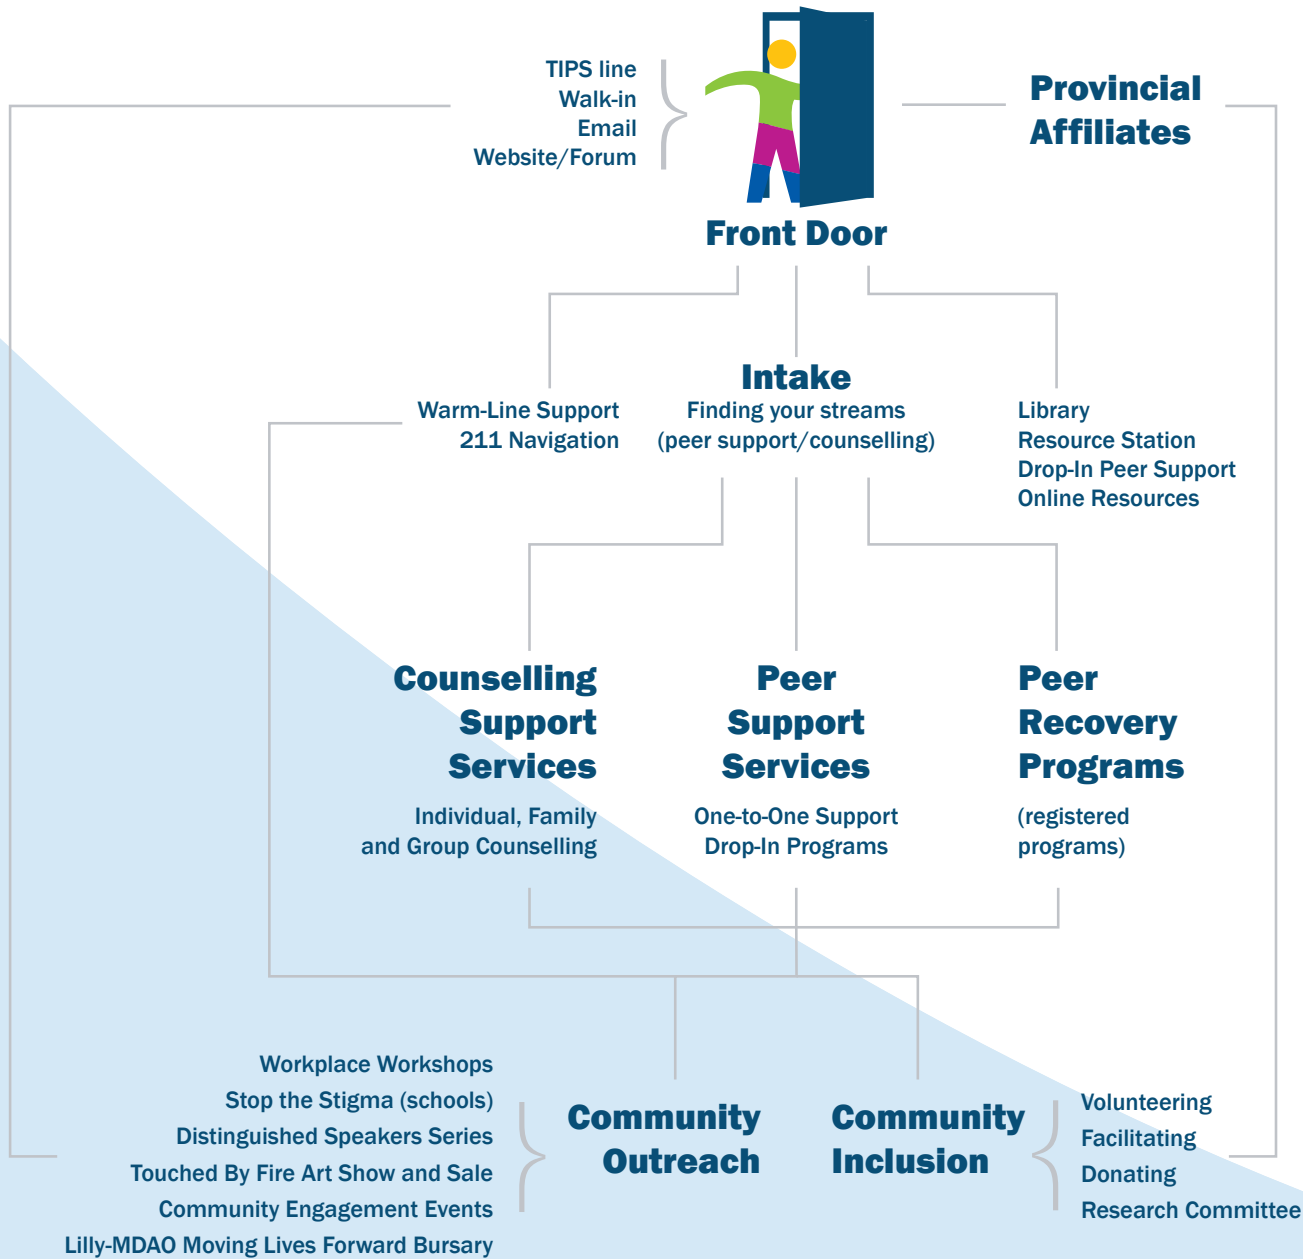 TIPS line
Walk-in
Email
Website/Forum
Provincial
Affiliates
Front Door
Warm-Line Support
211 Navigation
Intake
Finding your streams
(peer support/counselling)
Library
Resource Station
Drop-In Peer Support
Online Resources
Counselling
Support
Services
Individual, Family
and Group Counselling
Peer
Support
Services
One-to-One Support
Drop-In Programs
Peer
Recovery
Programs
(registered
programs)
Workplace Workshops
Stop the Stigma (schools)
Distinguished Speakers Series
Touched By Fire Art Show and Sale
Community Engagement Events
Lilly-MDAO Moving Lives Forward Bursary
Community
Outreach
Community
Inclusion
Volunteering
Facilitating
Donating
Research Committee